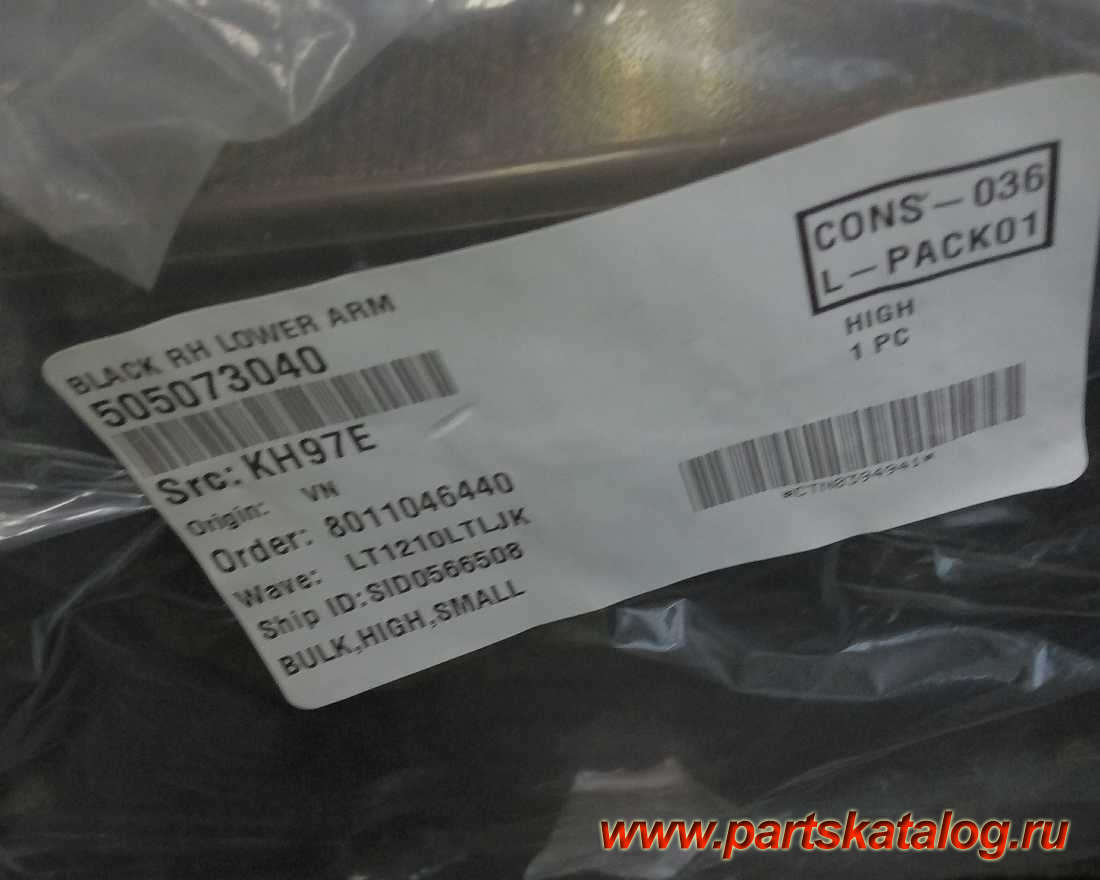 BLACK RH LOWER ARM
505073040
Src: KH97E
Origin: VN
Order: 8011046440
Wave: LT1210LTLJK
Ship ID:SID0566508
BULK,HIGH,SMALL
CONS-036
L-PACK01
HIGH
1 PC
*CTN8394941*
www.partskatalog.ru